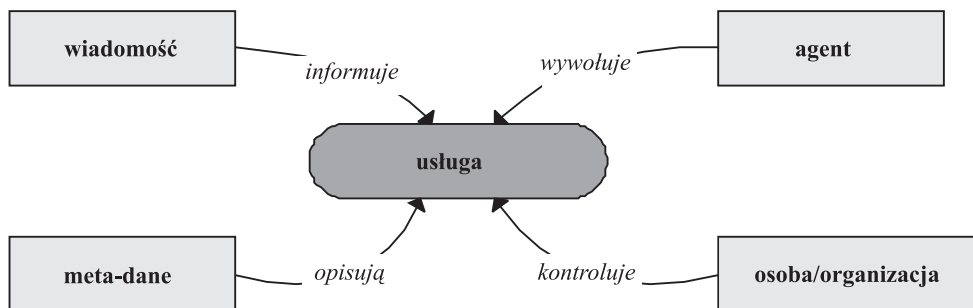 wiadomość
agent
informuje
wywołuje
usługa
opisują
kontroluje
meta-dane
osoba/organizacja